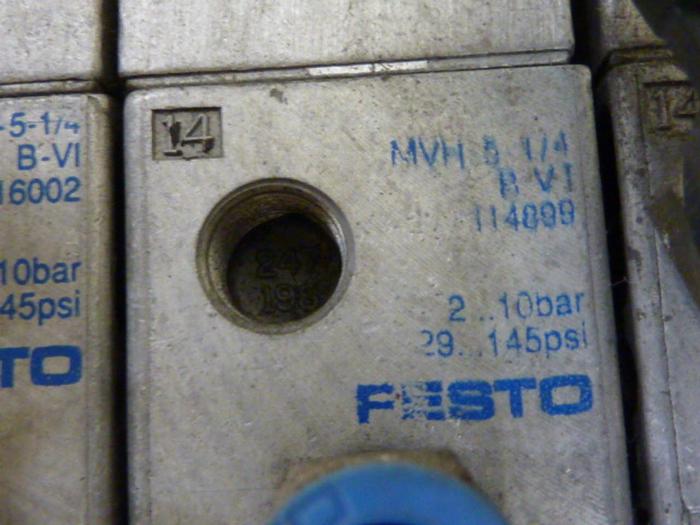 -5-1/4
B-VI
16002
10bar
45psi
TO
14
MVH 5 1/4
B V I
114899
2...10bar
29...145psi
FESTO
14